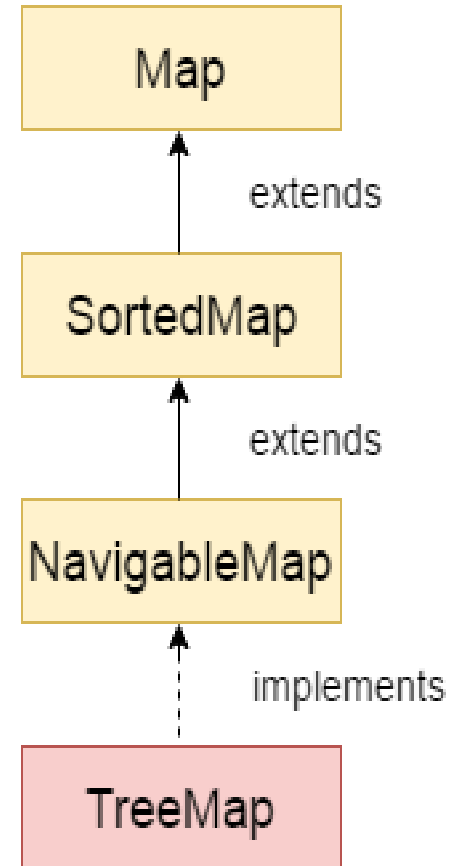 Map
extends
SortedMap
extends
NavigableMap
implements
TreeMap